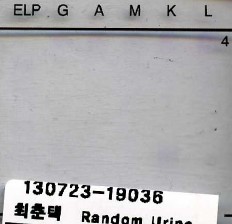 ELP G A M K L
4
130723-19036
최춘택 Random Urine